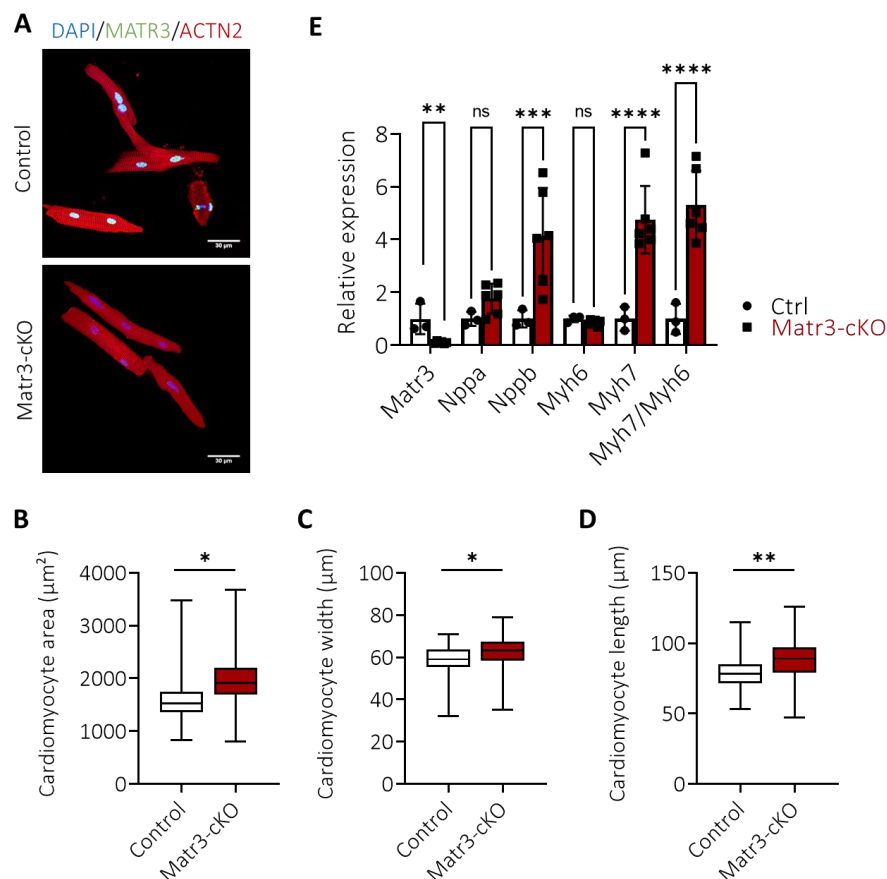 A
DAPI/MATR3/ACTN2
Control
30 µm
Matr3-cKO
30 µm
E
Relative expression
8
6
4
2
0
**
ns
***
ns
****
****
Matr3
Nppa
Nppb
Myh6
Myh7
Myh7/Myh6
Ctrl
Matr3-cKO
B
Cardiomyocyte area (µm²)
4000
3000
2000
1000
0
*
Control
Matr3-cKO
C
Cardiomyocyte width (µm)
100
80
60
40
20
0
*
Control
Matr3-cKO
D
Cardiomyocyte length (µm)
150
100
50
0
**
Control
Matr3-cKO